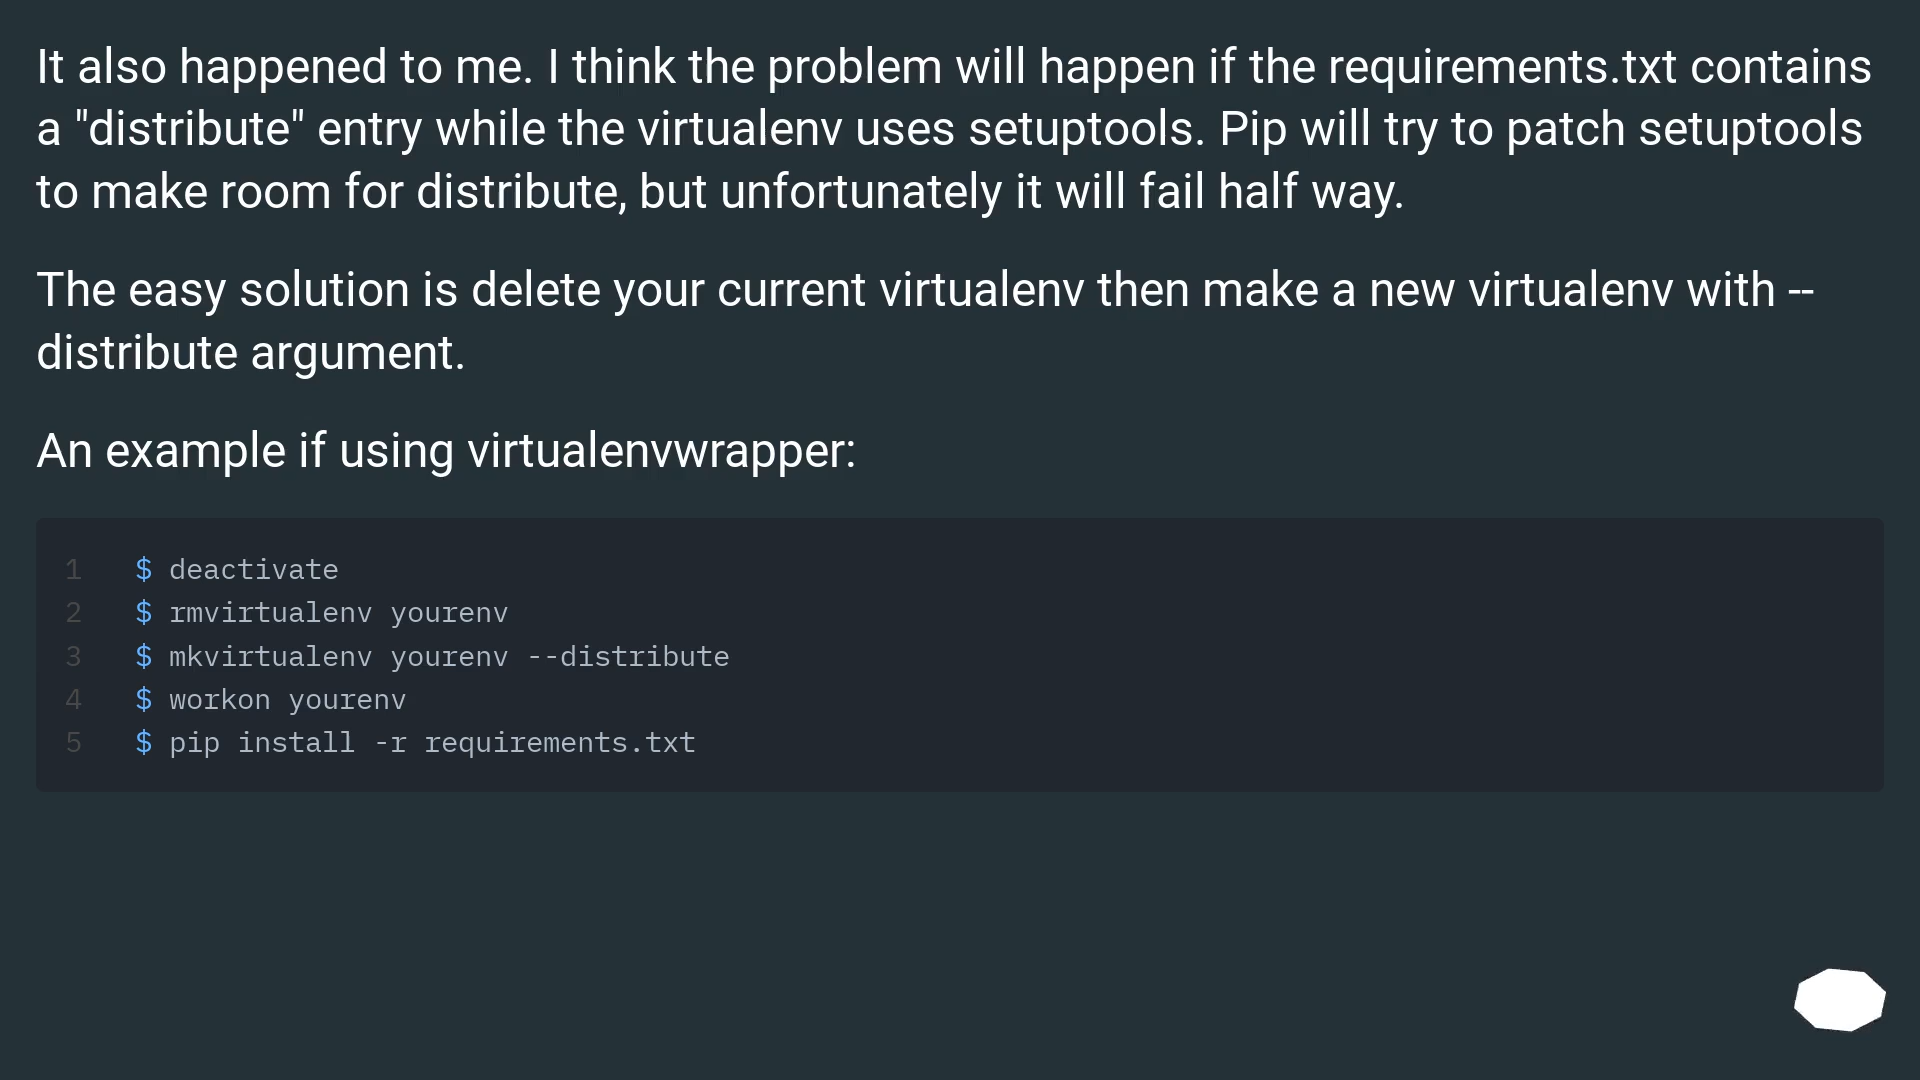 It also happened to me. I think the problem will happen if the requirements.txt contains
a "distribute" entry while the virtualenv uses setuptools. Pip will try to patch setuptools
to make room for distribute, but unfortunately it will fail half way.
The easy solution is delete your current virtualenv then make a new virtualenv with --
distribute argument.
An example if using virtualenvwrapper:
1 $ deactivate
2 $ rmvirtualenv yourenv
3 $ mkvirtualenv yourenv --distribute
4 $ workon yourenv
5 $ pip install -r requirements.txt